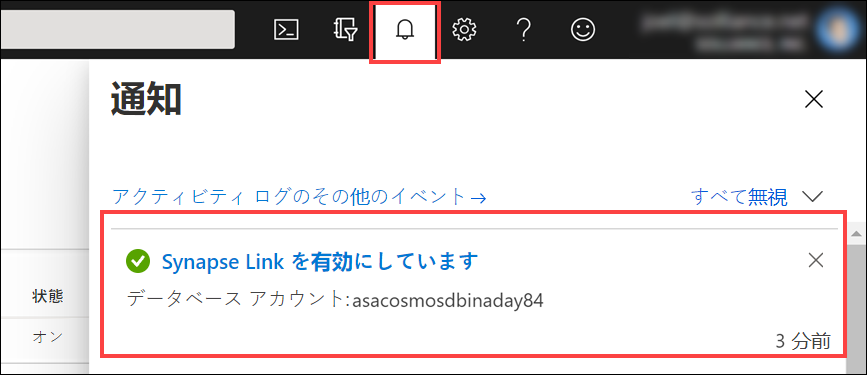 通知
アクティビティ ログのその他のイベント→
すべて無視
Synapse Link を有効にしています
データベース アカウント:asacosmosdbinaday84
3 分前
状態
オン